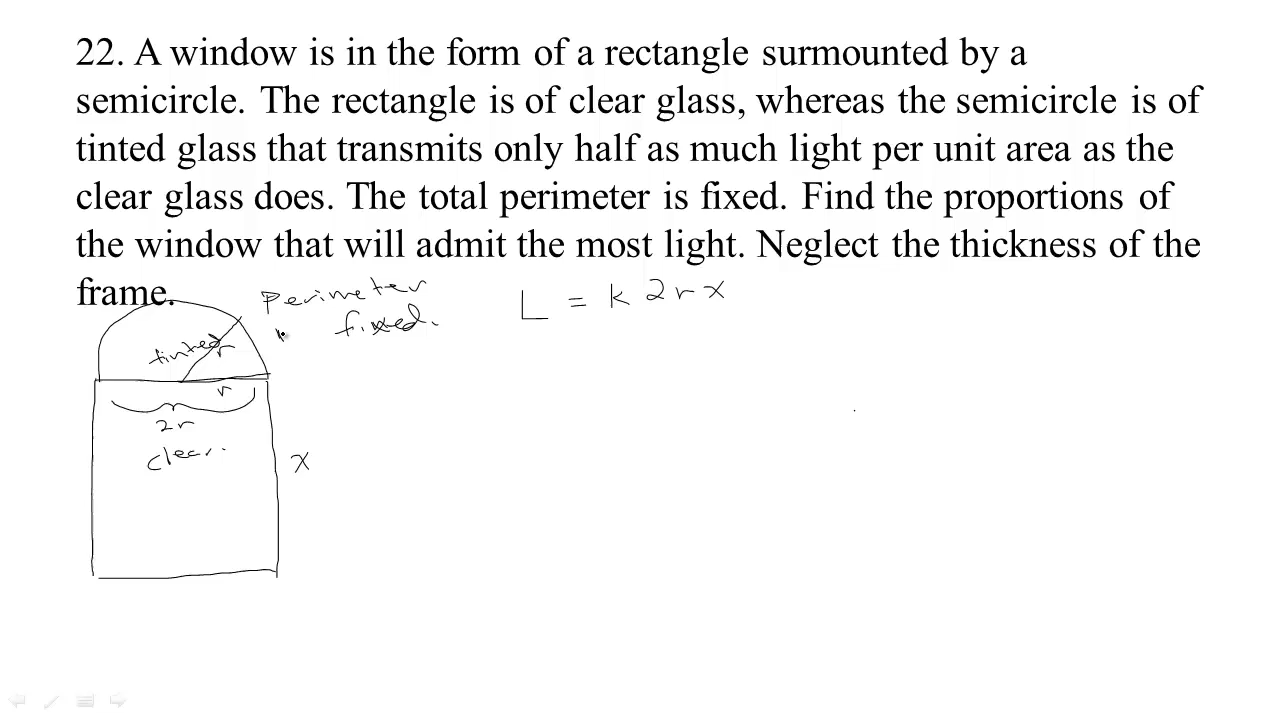 22. A window is in the form of a rectangle surmounted by a
semicircle. The rectangle is of clear glass, whereas the semicircle is of
tinted glass that transmits only half as much light per unit area as the
clear glass does. The total perimeter is fixed. Find the proportions of
the window that will admit the most light. Neglect the thickness of the
frame.
perimeter
fixed.
L = k 2rx
tinted
r
r
2r
clear.
x